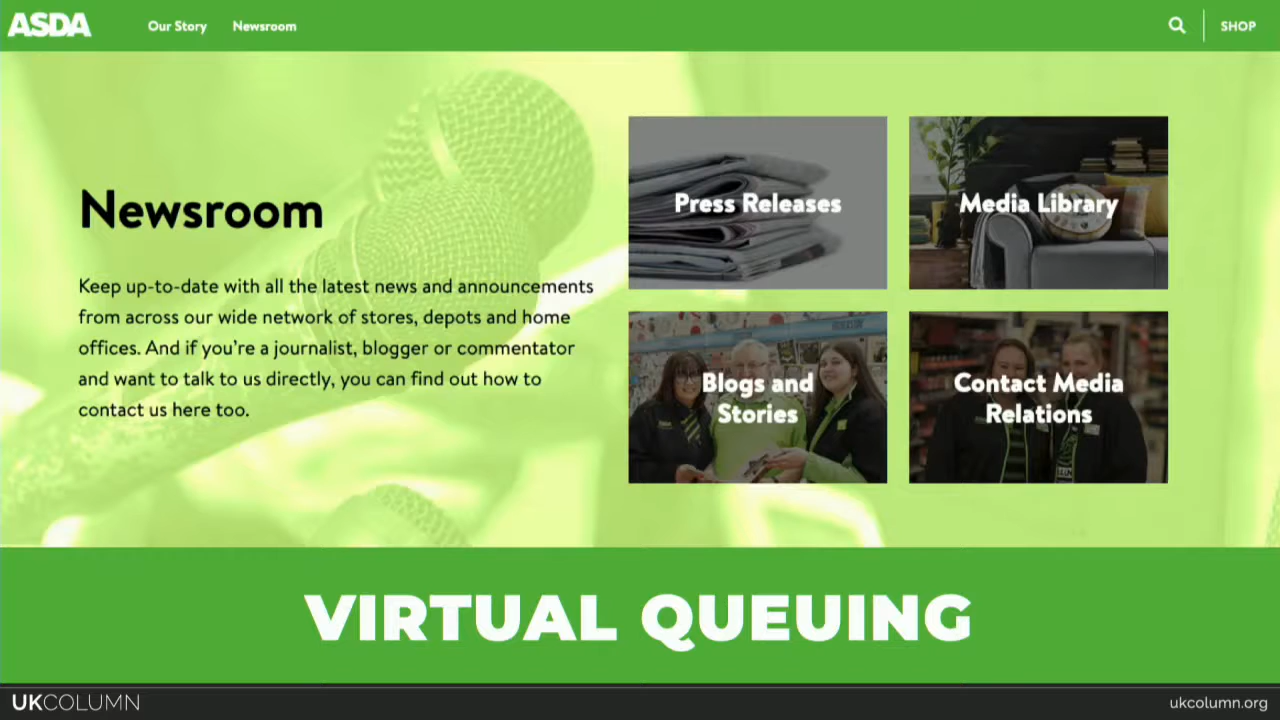 ASDA
Our Story
Newsroom
SHOP
Newsroom
Keep up-to-date with all the latest news and announcements
from across our wide network of stores, depots and home
offices. And if you're a journalist, blogger or commentator
and want to talk to us directly, you can find out how to
contact us here too.
Press Releases
Media Library
Blogs and
Stories
Contact Media
Relations
VIRTUAL QUEUING
UKCOLUMN
ukcolumn.org